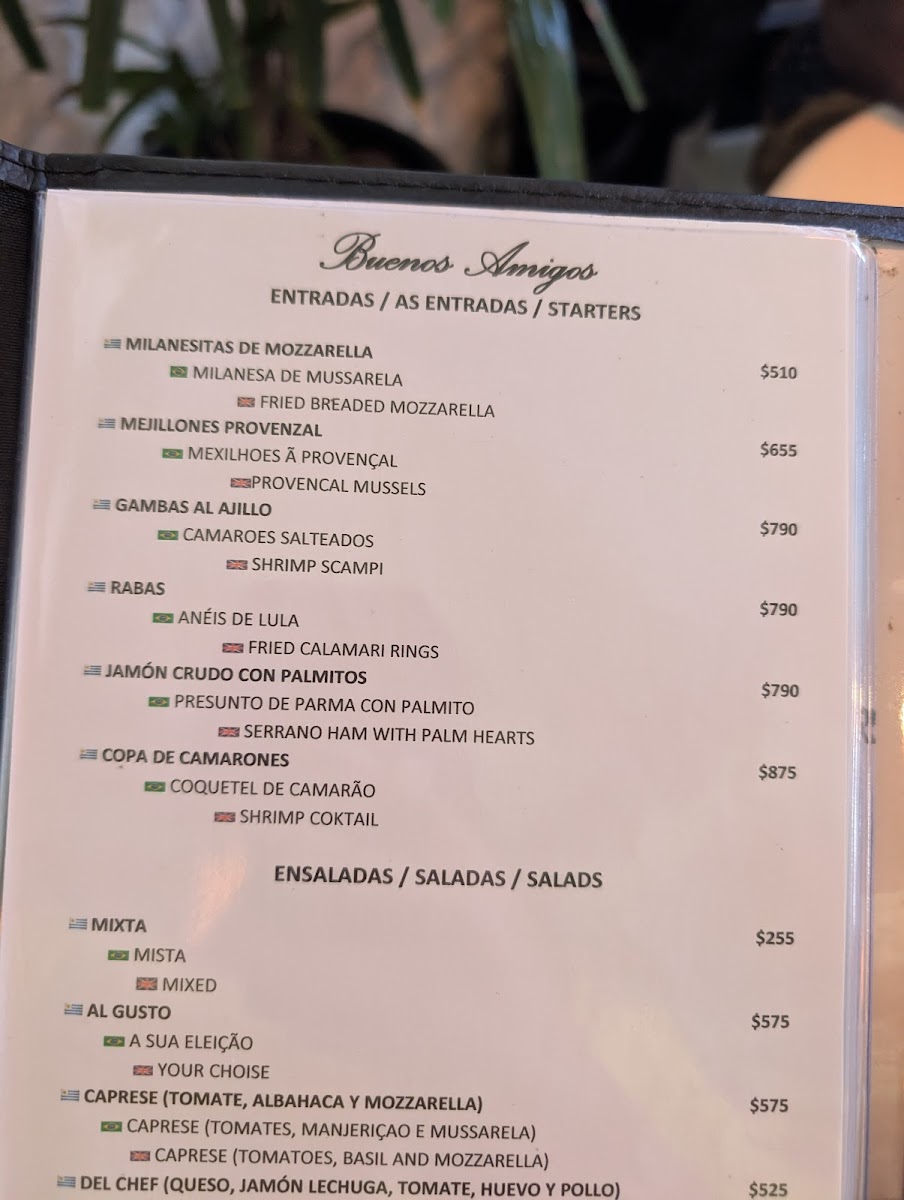 Buenos Amigos
ENTRADAS / AS ENTRADAS / STARTERS
MILANESITAS DE MOZZARELLA
$510
MILANESA DE MUSSARELA
FRIED BREADED MOZZARELLA
MEJILLONES PROVENZAL
$655
MEXILHOES Ã PROVENÇAL
PROVENCAL MUSSELS
GAMBAS AL AJILLO
$790
CAMAROES SALTEADOS
SHRIMP SCAMPI
RABAS
$790
ANÉIS DE LULA
FRIED CALAMARI RINGS
JAMÓN CRUDO CON PALMITOS
$790
PRESUNTO DE PARMA CON PALMITO
SERRANO HAM WITH PALM HEARTS
COPA DE CAMARONES
$875
COQUETEL DE CAMARÃO
SHRIMP COKTAIL
ENSALADAS / SALADAS / SALADS
MIXTA
$255
MISTA
MIXED
AL GUSTO
$575
A SUA ELEIÇÃO
YOUR CHOISE
CAPRESE (TOMATE, ALBAHACA Y MOZZARELLA)
$575
CAPRESE (TOMATES, MANJERIÇAO E MUSSARELA)
CAPRESE (TOMATOES, BASIL AND MOZZARELLA)
DEL CHEF (QUESO, JAMÓN LECHUGA, TOMATE, HUEVO Y POLLO)
$525